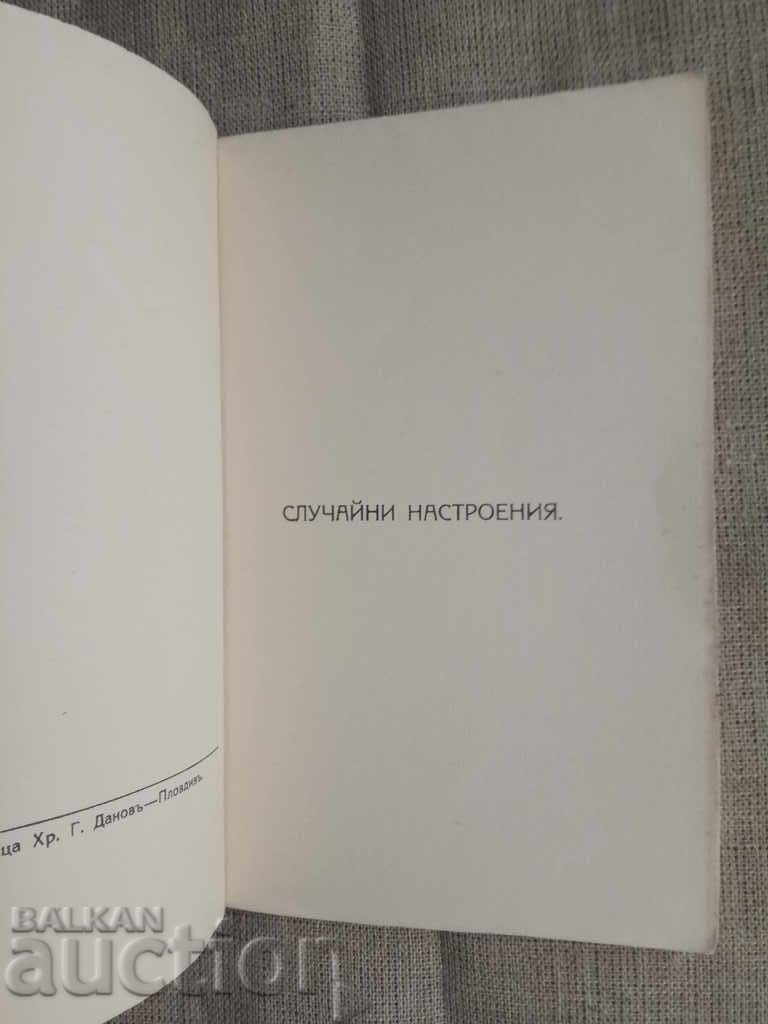 СЛУЧАЙНИ НАСТРОЕНИЯ.
ца Хр. Г. Дановъ—Пловдивъ
BALKAN
auction